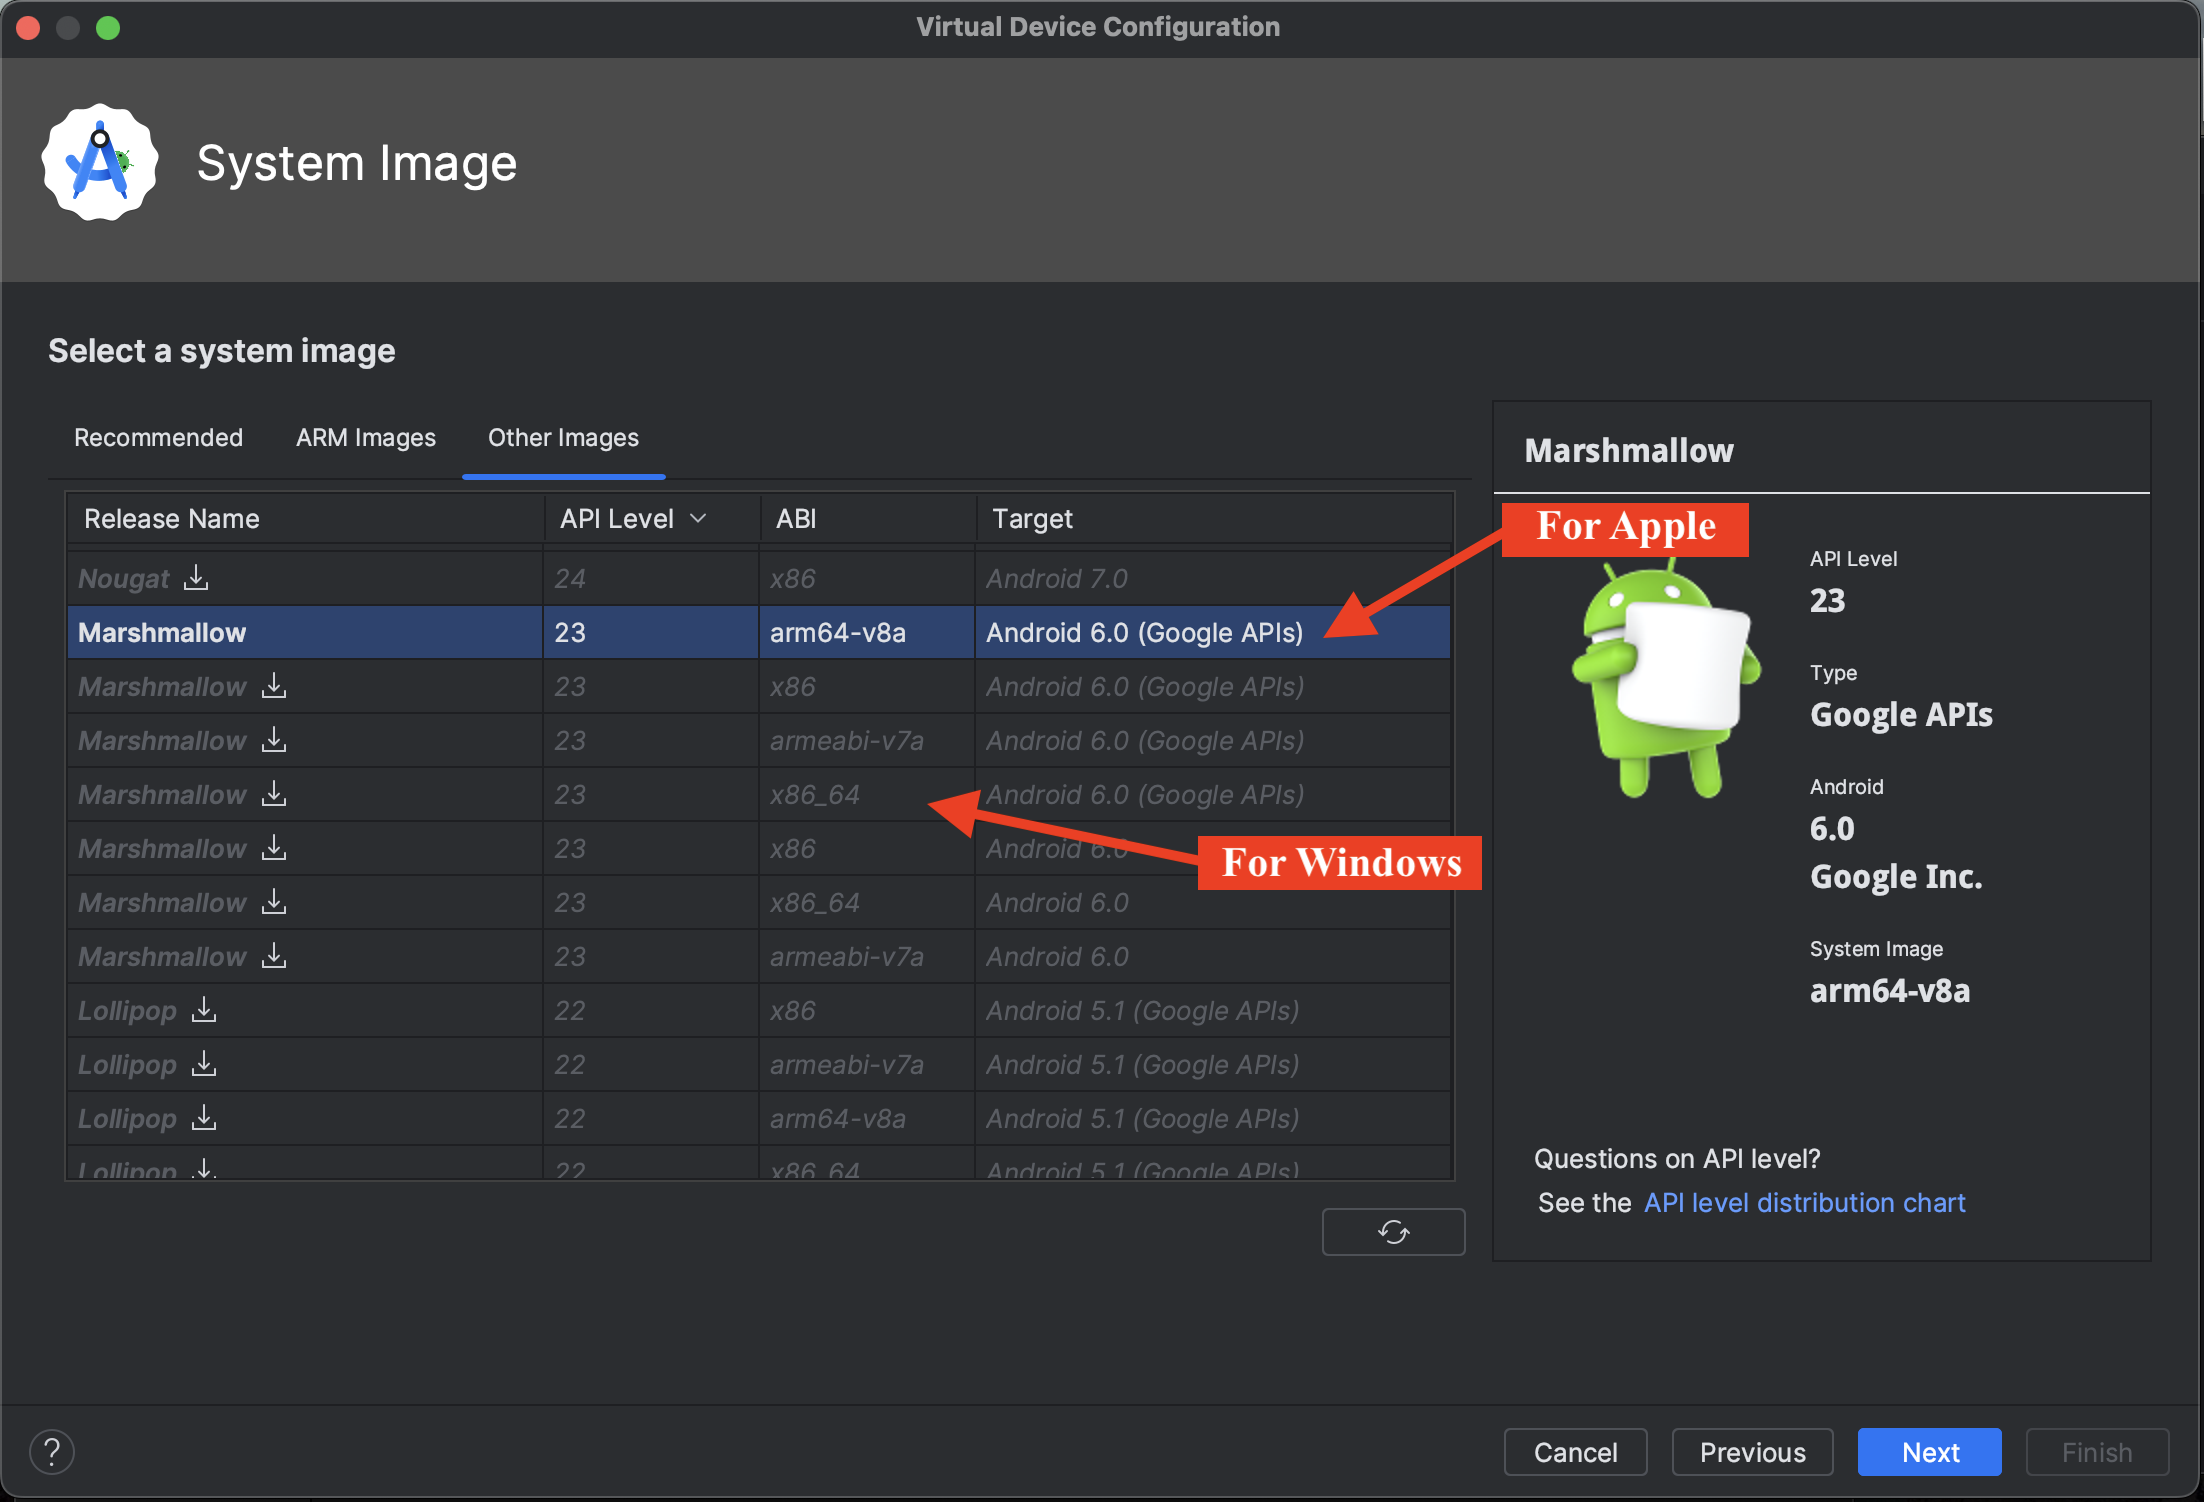 Virtual Device Configuration
System Image
Select a system image
Recommended ARM Images Other Images
Release Name API Level ABI Target
Nougat 24 x86 Android 7.0
Marshmallow 23 arm64-v8a Android 6.0 (Google APIs)
Marshmallow 23 x86 Android 6.0 (Google APIs)
Marshmallow 23 armeabi-v7a Android 6.0 (Google APIs)
Marshmallow 23 x86_64 Android 6.0 (Google APIs)
Marshmallow 23 x86 Android 6.0
Marshmallow 23 x86_64 Android 6.0
Marshmallow 23 armeabi-v7a Android 6.0
Lollipop 22 x86 Android 5.1 (Google APIs)
Lollipop 22 armeabi-v7a Android 5.1 (Google APIs)
Lollipop 22 arm64-v8a Android 5.1 (Google APIs)
Lollipop 22 x86_64 Android 5.1 (Google APIs)
For Apple
For Windows
Marshmallow
API Level
23
Type
Google APIs
Android
6.0
Google Inc.
System Image
arm64-v8a
Questions on API level?
See the API level distribution chart
?
Cancel Previous Next Finish